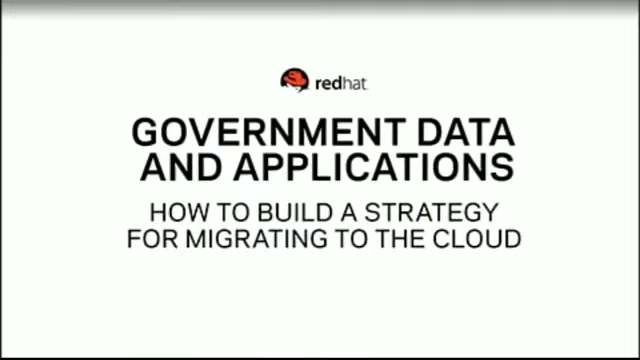 redhat
GOVERNMENT DATA
AND APPLICATIONS
HOW TO BUILD A STRATEGY
FOR MIGRATING TO THE CLOUD